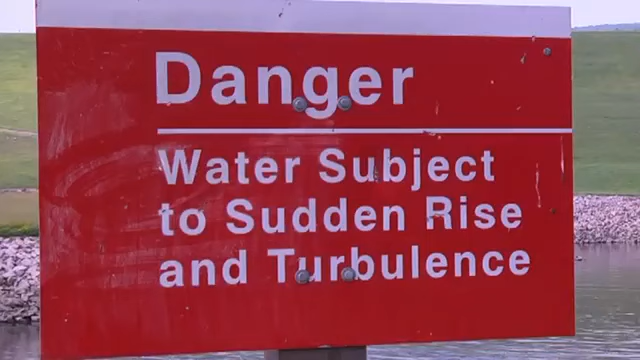 Danger
Water Subject
to Sudden Rise
and Turbulence